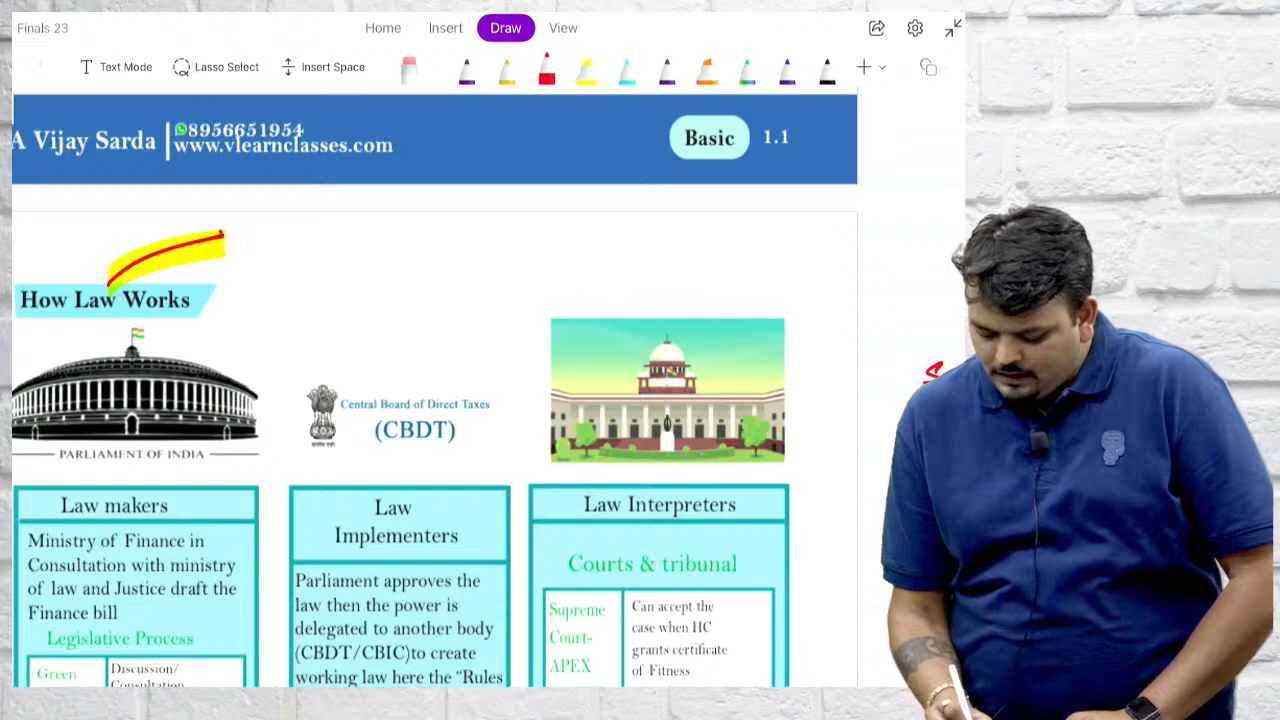 Finals 23
Home Insert Draw View
Text Mode Lasso Select Insert Space
A Vijay Sarda
8956651954
www.vlearnclasses.com
Basic 1.1
How Law Works
PARLIAMENT OF INDIA
Central Board of Direct Taxes
(CBDT)
Law makers
Ministry of Finance in
Consultation with ministry
of law and Justice draft the
Finance bill
Legislative Process
Green
Discussion/
Consultation
Law
Implementers
Parliament approves the
law then the power is
delegated to another body
(CBDT/CBIC)to create
working law here the “Rules
Law Interpreters
Courts & tribunal
Supreme
Court-
APEX
Can accept the
case when HC
grants certificate
of Fitness